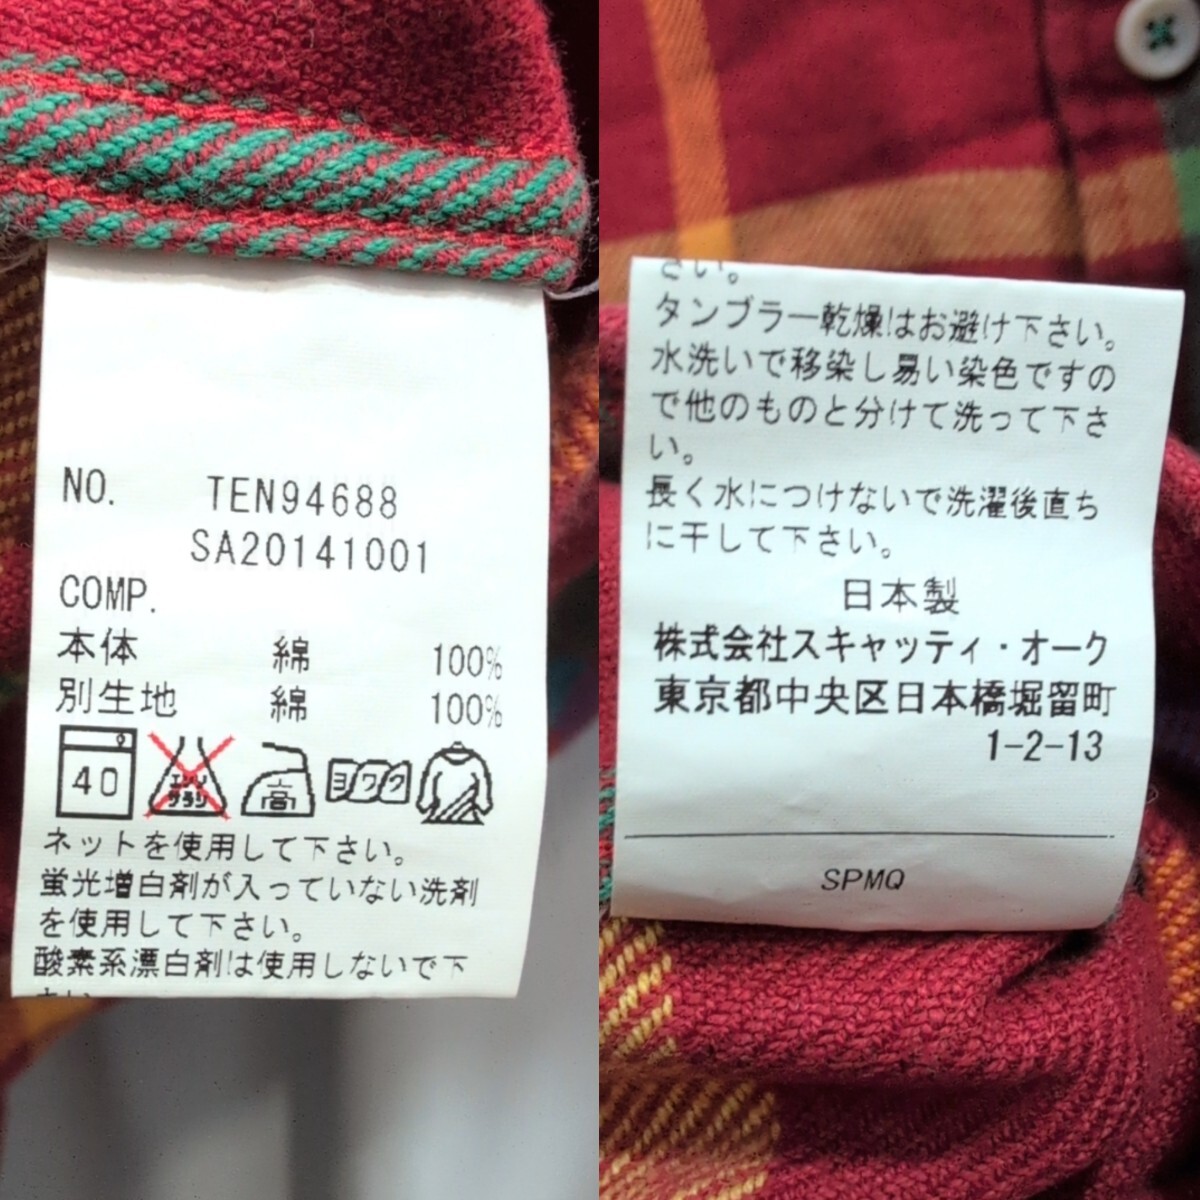 NO. TEN94688
SA20141001
COMP.
本体 綿 100%
別生地 綿 100%
40 エンソサラシ 高 ヨワク
ネットを使用して下さい。
蛍光増白剤が入っていない洗剤
を使用して下さい。
酸素系漂白剤は使用しないで下
さい。
タンブラー乾燥はお避け下さい。
水洗いで移染し易い染色ですの
で他のものと分けて洗って下さ
い。
長く水につけないで洗濯後直ち
に干して下さい。
日本製
株式会社スキャッティ・オーク
東京都中央区日本橋堀留町
1-2-13
SPMQ